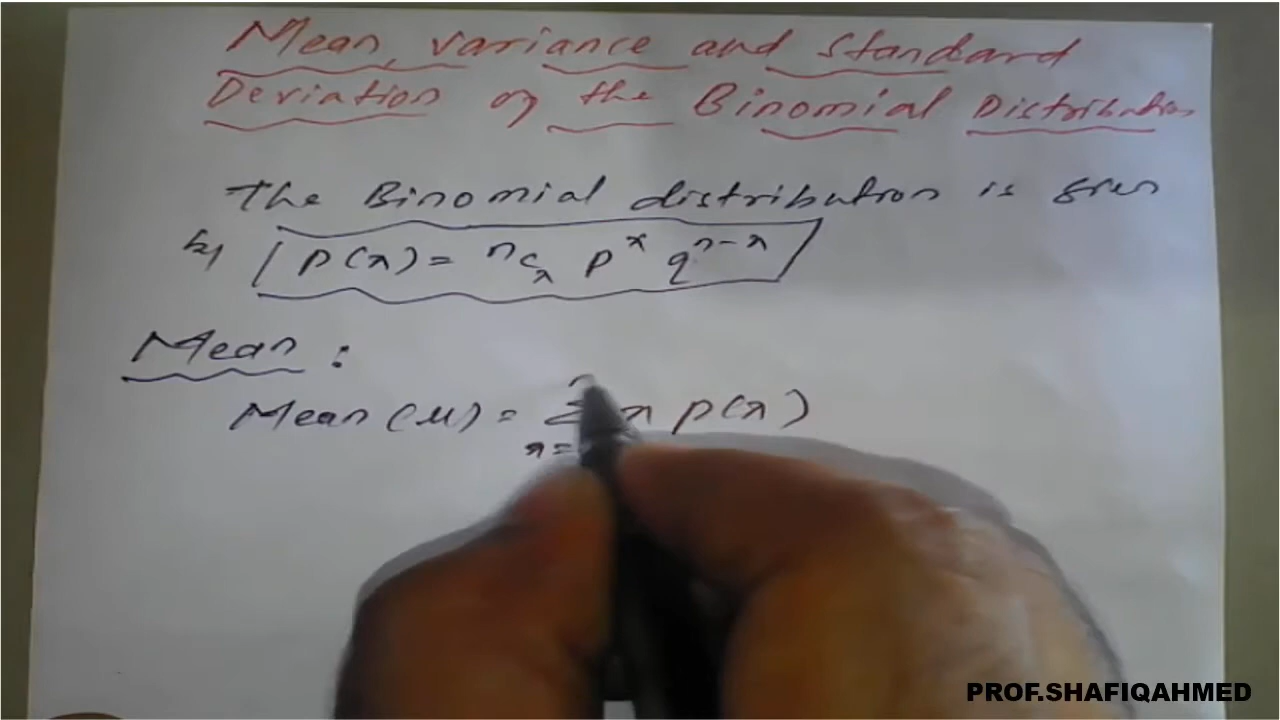 Mean, variance and Standard
Deviation of the Binomial Distribution
The Binomial distribution is given
by P(x) = ⁿCₓ pˣ qⁿ⁻ˣ
Mean :
Mean (μ) = Σ x p(x)
x =
PROF.SHAFIQAHMED